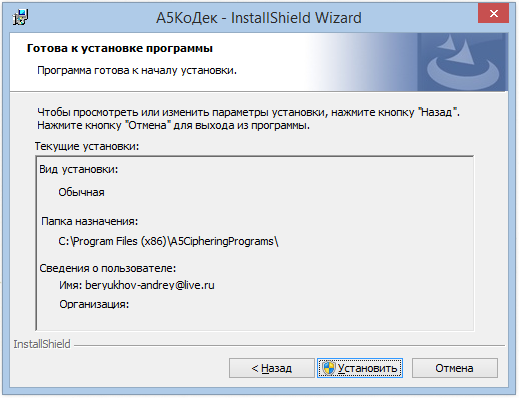 А5КоДек - InstallShield Wizard
Готова к установке программы
Программа готова к началу установки.
Чтобы просмотреть или изменить параметры установки, нажмите кнопку "Назад".
Нажмите кнопку "Отмена" для выхода из программы.
Текущие установки:
Вид установки:
Обычная
Папка назначения:
C:\Program Files (x86)\A5CipheringPrograms\
Сведения о пользователе:
Имя: beryukhov-andrey@live.ru
Организация:
InstallShield
< Назад
Установить
Отмена